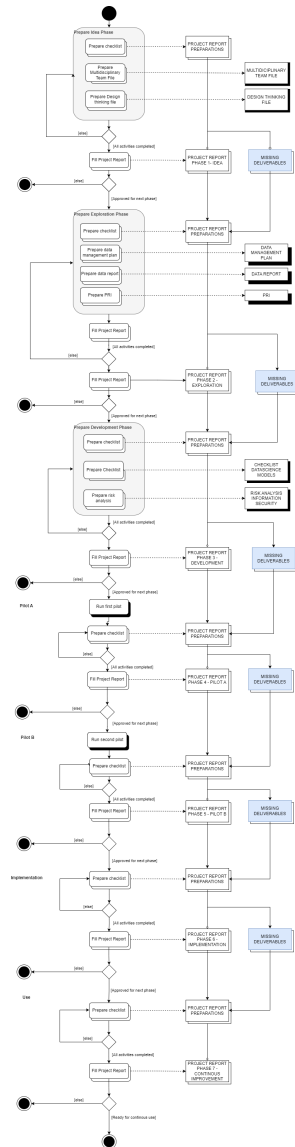 Prepare Idea Phase
Prepare checklist
PROJECT REPORT
PREPARATIONS
Prepare
Multidisciplinary
Team File
MULTIDICIPLINARY
TEAM FILE
Prepare Design
thinking file
DESIGN THINKING
FILE
[else]
[All activities completed]
Fill Project Report
PROJECT REPORT
PHASE 1- IDEA
MISSING
DELIVERABLES
[else]
[Approved for next phase]
Prepare Exploration Phase
Prepare checklist
PROJECT REPORT
PREPARATIONS
Prepare data
management plan
DATA
MANAGEMENT
PLAN
Prepare data report
DATA REPORT
Prepare PRI
PRI
Fill Project Report
[All activities completed]
[else]
Fill Project Report
PROJECT REPORT
PHASE 2 -
EXPLORATION
MISSING
DELIVERABLES
[else]
[Approved for next phase]
Prepare Development Phase
Prepare checklist
PROJECT REPORT
PREPARATIONS
Prepare Checklist
CHECKLIST
DATASCIENCE
MODELS
Prepare risk
analysis
RISK ANALYSIS
INFORMATION
SECURITY
[All activities completed]
[else]
Fill Project Report
PROJECT REPORT
PHASE 3 -
DEVELOPMENT
MISSING
DELIVERABLES
[else]
[Approved for next phase]
Pilot A
Run first pilot
Prepare checklist
PROJECT REPORT
PREPARATIONS
[else]
[All activities completed]
Fill Project Report
PROJECT REPORT
PHASE 4 - PILOT A
MISSING
DELIVERABLES
[else]
[Approved for next phase]
Pilot B
Run second pilot
Prepare checklist
PROJECT REPORT
PREPARATIONS
[else]
[All activities completed]
Fill Project Report
PROJECT REPORT
PHASE 5 - PILOT B
MISSING
DELIVERABLES
[else]
[Approved for next phase]
Implementation
Prepare checklist
PROJECT REPORT
PREPARATIONS
[else]
[All activities completed]
Fill Project Report
PROJECT REPORT
PHASE 6 -
IMPLEMENTATION
MISSING
DELIVERABLES
[else]
[Approved for next phase]
Use
Prepare checklist
PROJECT REPORT
PREPARATIONS
[else]
[All activities completed]
Fill Project Report
PROJECT REPORT
PHASE 7 -
CONTINOUS
IMPROVEMENT
[else]
[Ready for continous use]